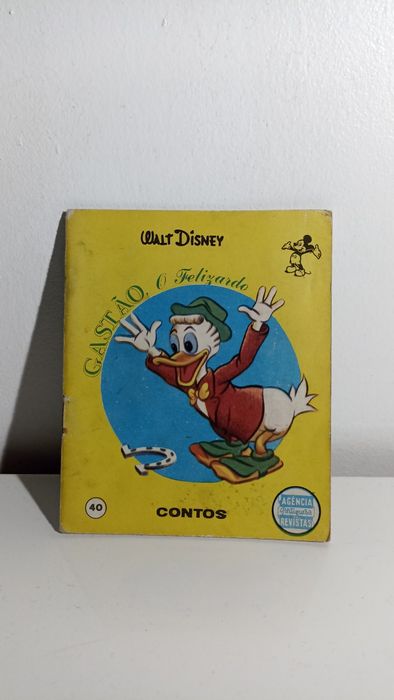 WALT DISNEY
GASTÃO, O Felizardo
40
CONTOS
AGÊNCIA
Portuguesa
REVISTAS